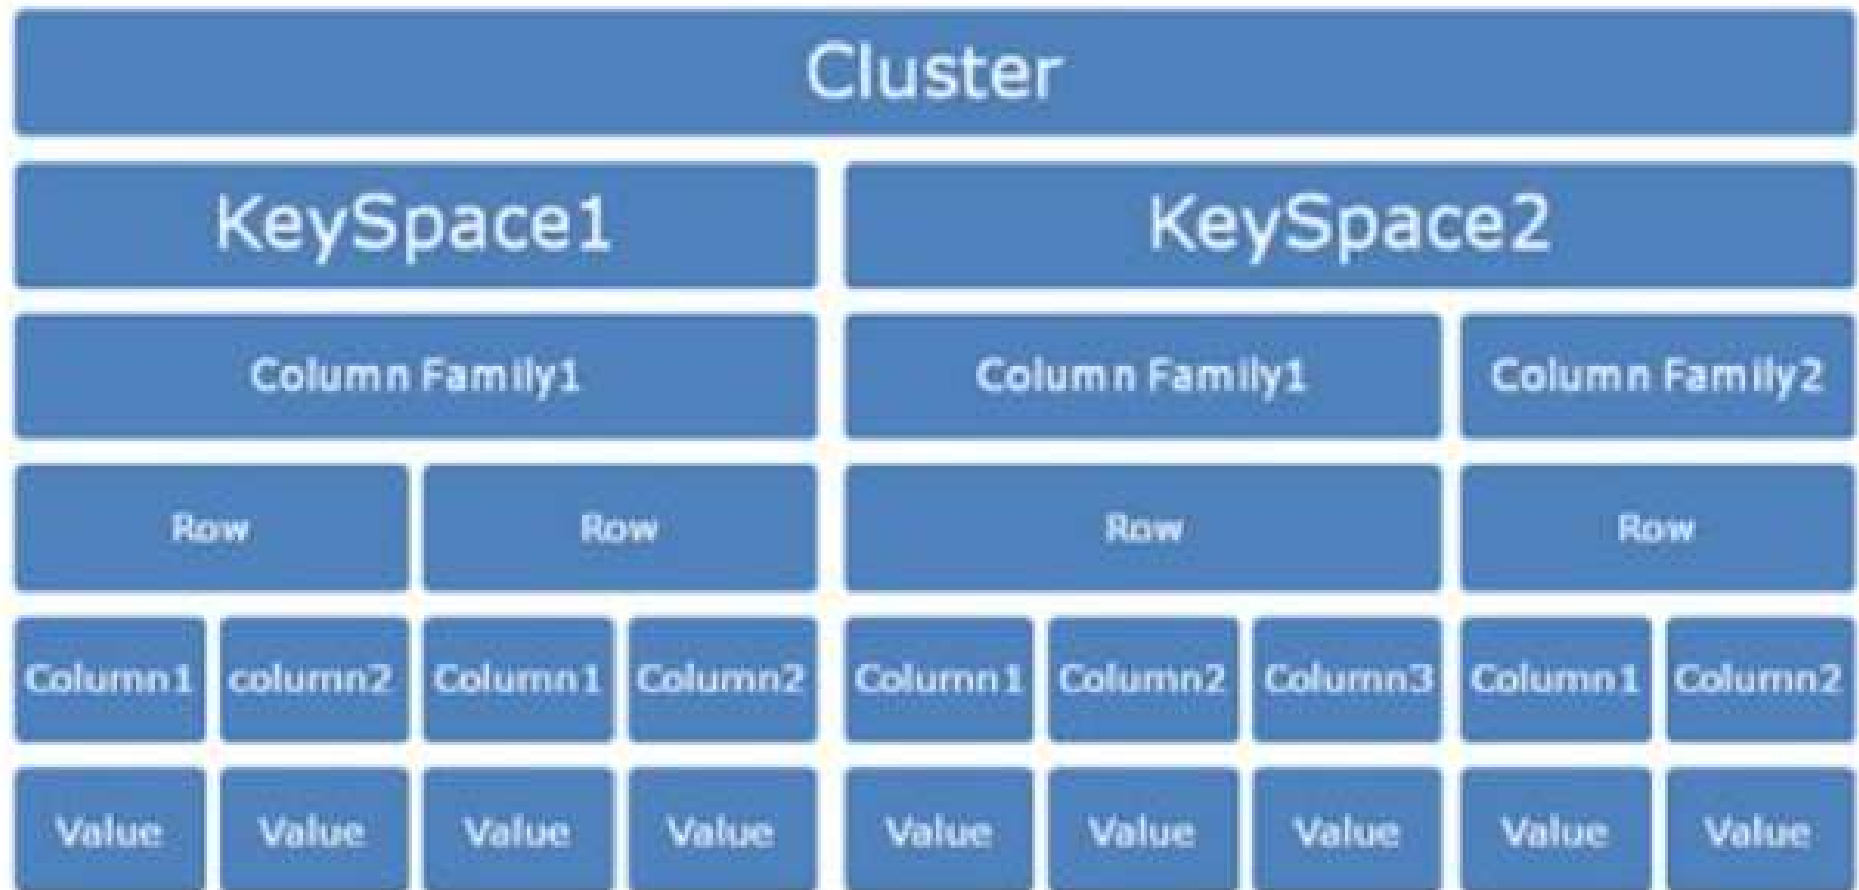 Cluster
KeySpace1 KeySpace2
Column Family1 Column Family1 Column Family2
Row Row Row Row
Column1 column2 Column1 Column2 Column1 Column2 Column3 Column1 Column2
Value Value Value Value Value Value Value Value Value